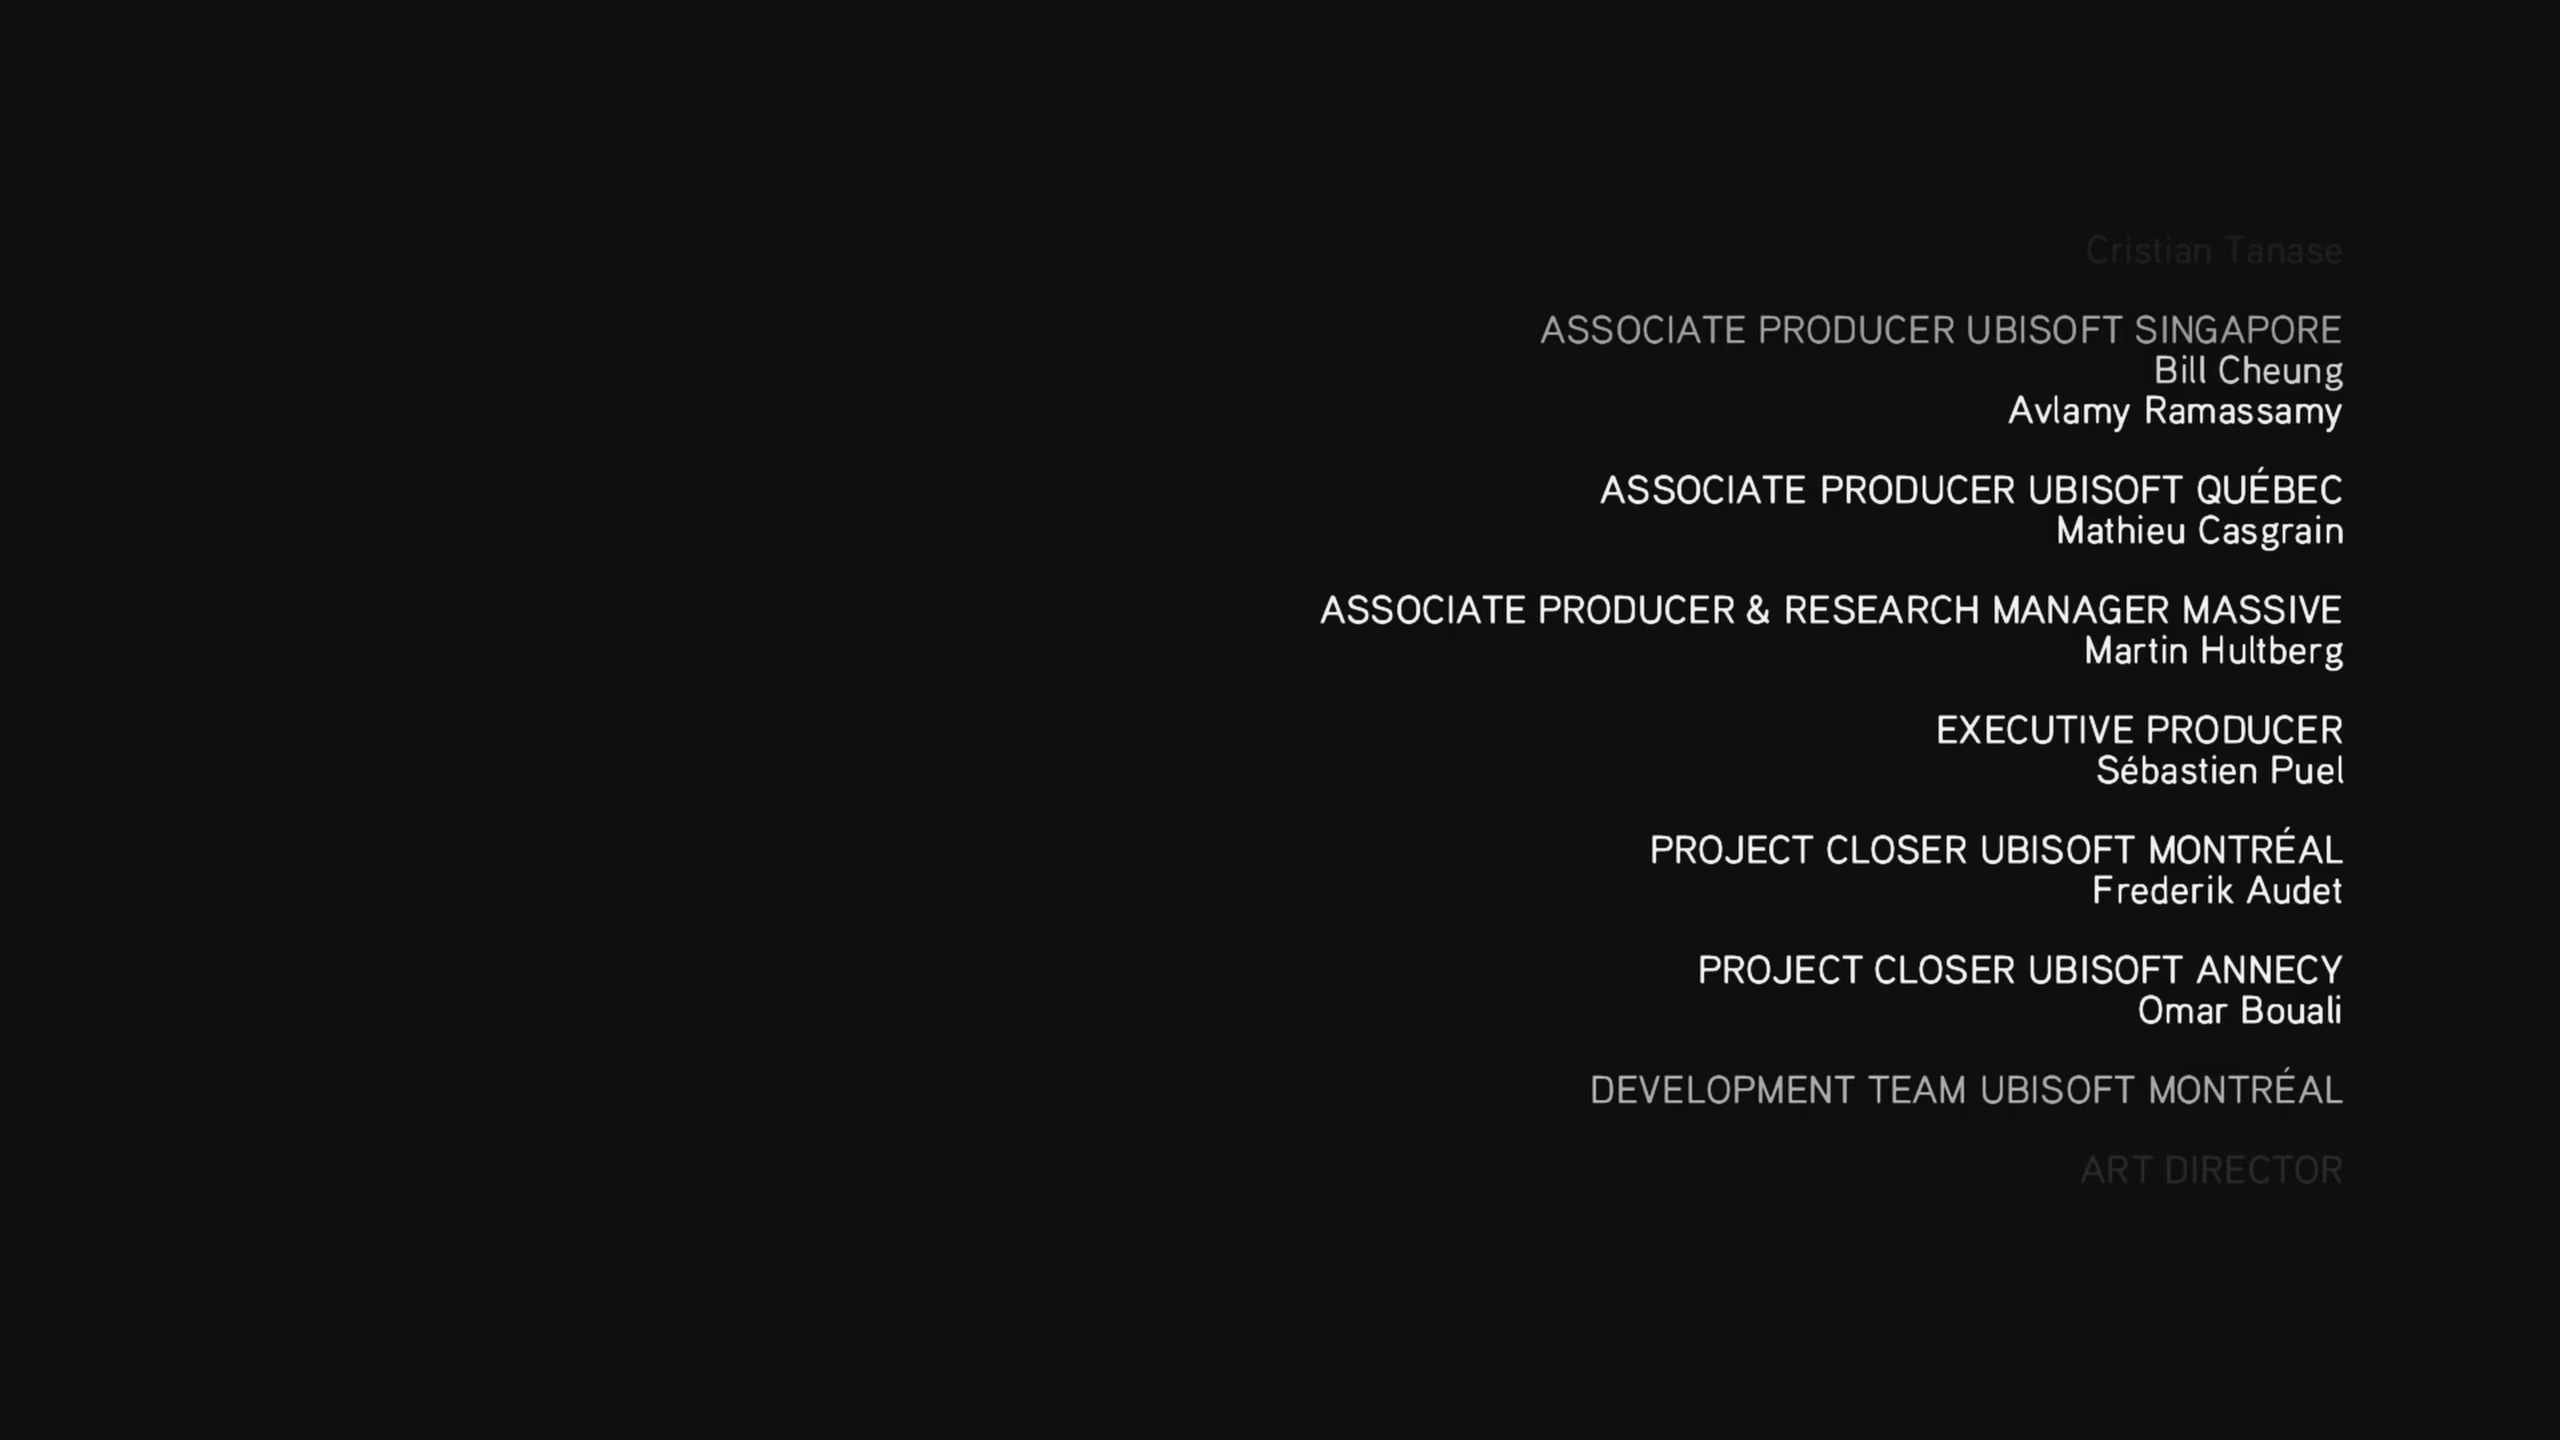 Cristian Tanase
ASSOCIATE PRODUCER UBISOFT SINGAPORE
Bill Cheung
Avlamy Ramassamy
ASSOCIATE PRODUCER UBISOFT QUÉBEC
Mathieu Casgrain
ASSOCIATE PRODUCER & RESEARCH MANAGER MASSIVE
Martin Hultberg
EXECUTIVE PRODUCER
Sébastien Puel
PROJECT CLOSER UBISOFT MONTRÉAL
Frederik Audet
PROJECT CLOSER UBISOFT ANNECY
Omar Bouali
DEVELOPMENT TEAM UBISOFT MONTRÉAL
ART DIRECTOR